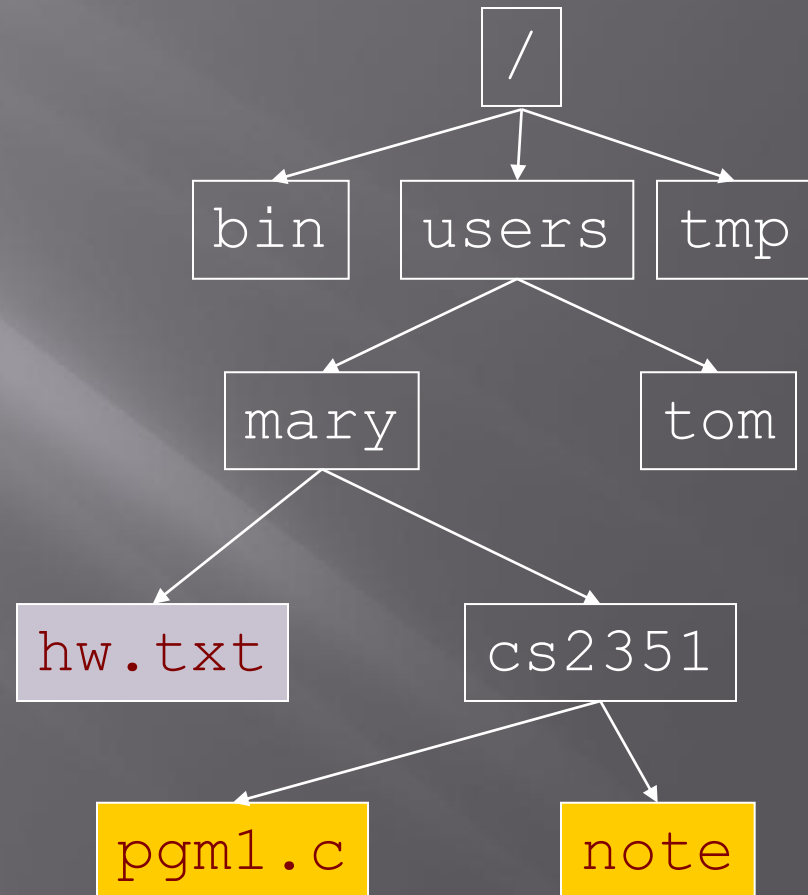 /
bin users tmp
mary tom
hw.txt cs2351
pgm1.c note